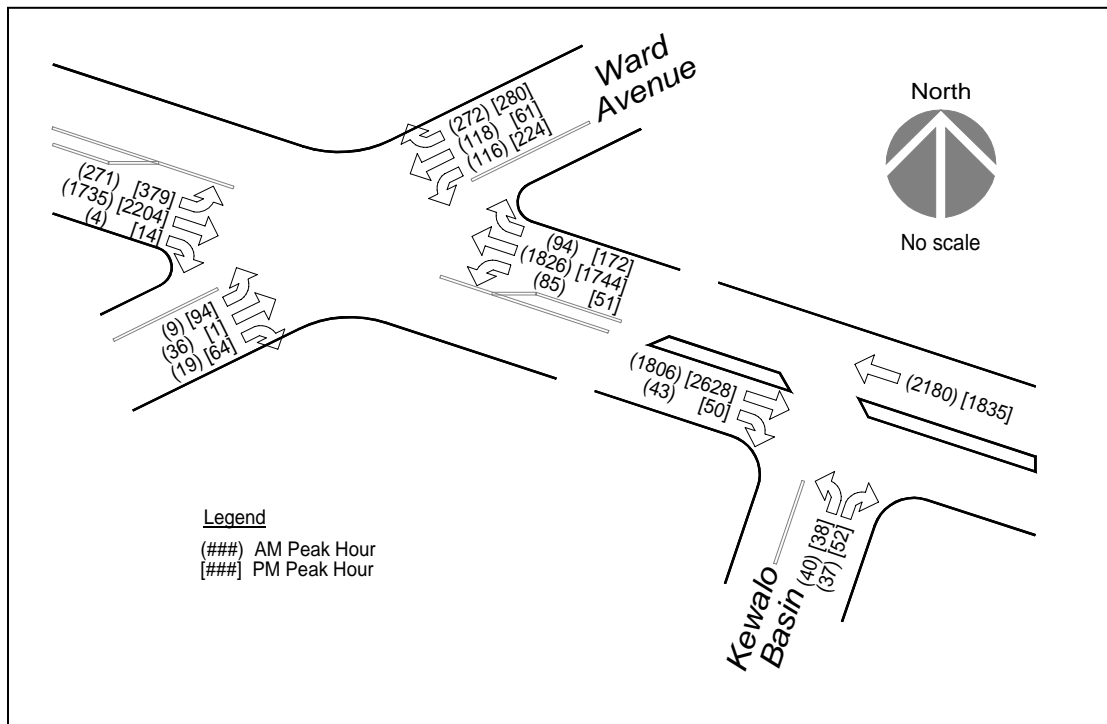 Ward
Avenue
North
No scale
(272) [280]
(118) [61]
(116) [224]
(271) [379]
(1735) [2204]
(4) [14]
(94) [172]
(1826) [1744]
(85) [51]
(9) [94]
(36) [1]
(19) [64]
(1806) [2628]
(43) [50]
(2180) [1835]
Legend
(###) AM Peak Hour
[###] PM Peak Hour
Kewalo
Basin
(40) [38]
(37) [52]